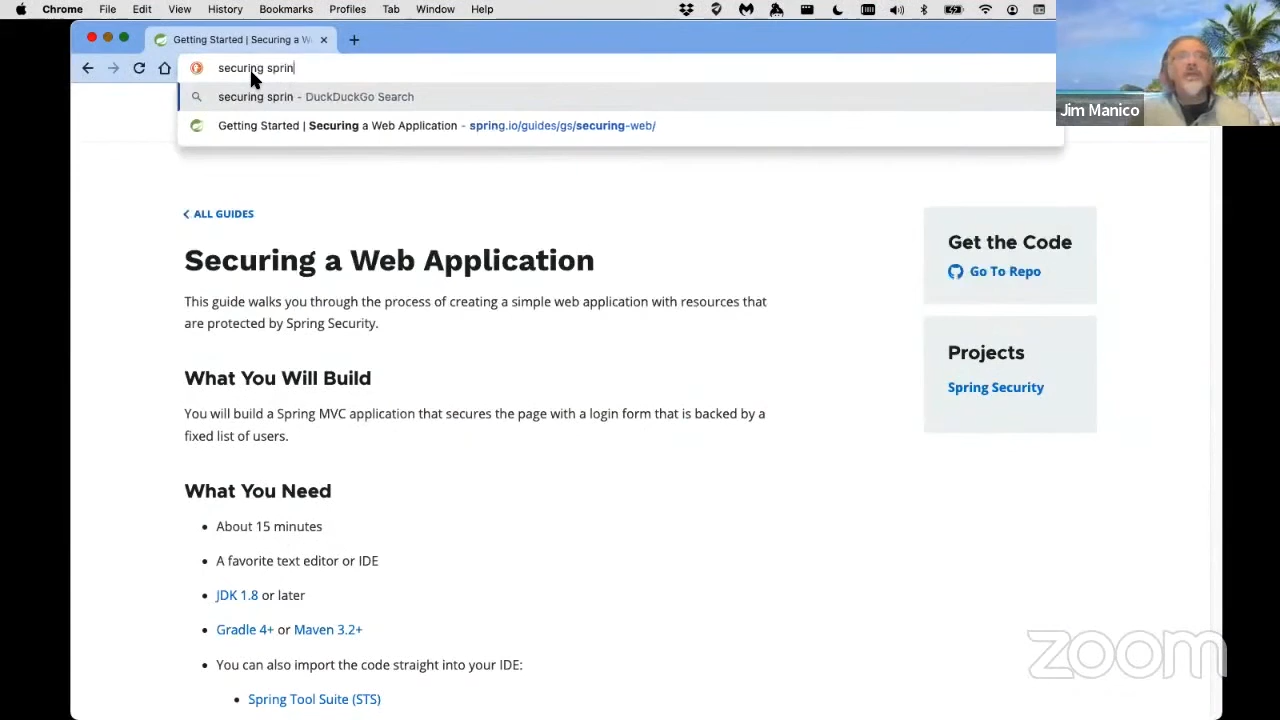 Chrome File Edit View History Bookmarks Profiles Tab Window Help
Getting Started | Securing a W
securing sprin
securing sprin - DuckDuckGo Search
Getting Started | Securing a Web Application - spring.io/guides/gs/securing-web/
Jim Manico
ALL GUIDES
Securing a Web Application
This guide walks you through the process of creating a simple web application with resources that
are protected by Spring Security.
What You Will Build
You will build a Spring MVC application that secures the page with a login form that is backed by a
fixed list of users.
What You Need
About 15 minutes
A favorite text editor or IDE
JDK 1.8 or later
Gradle 4+ or Maven 3.2+
You can also import the code straight into your IDE:
Spring Tool Suite (STS)
Get the Code
Go To Repo
Projects
Spring Security
zoom